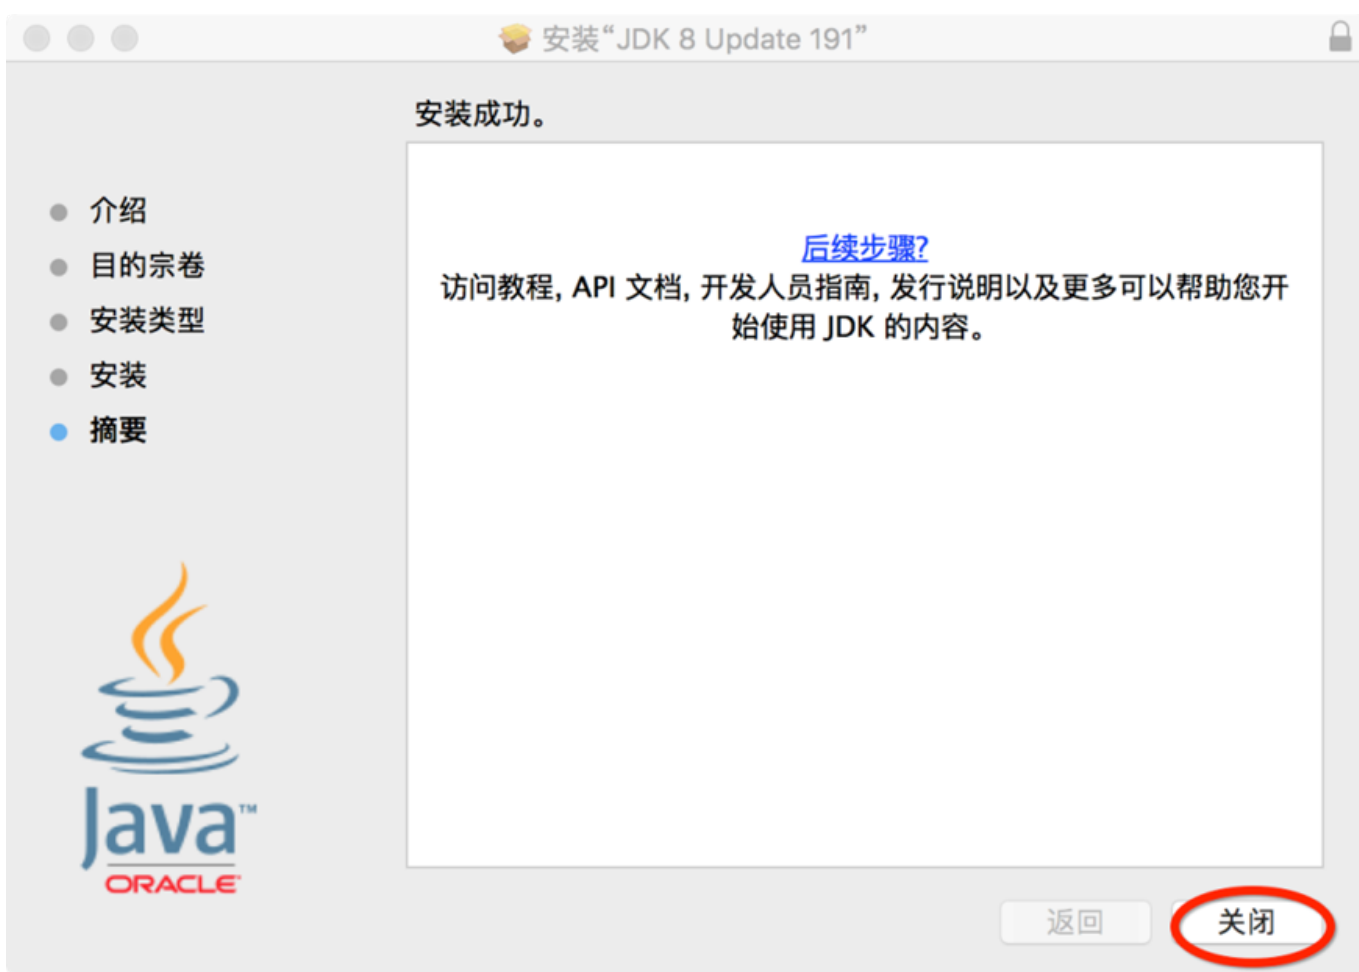 安装“JDK 8 Update 191”
安装成功。
介绍
目的宗卷
安装类型
安装
摘要
后续步骤?
访问教程, API 文档, 开发人员指南, 发行说明以及更多可以帮助您开
始使用 JDK 的内容。
Java™
ORACLE
返回
关闭